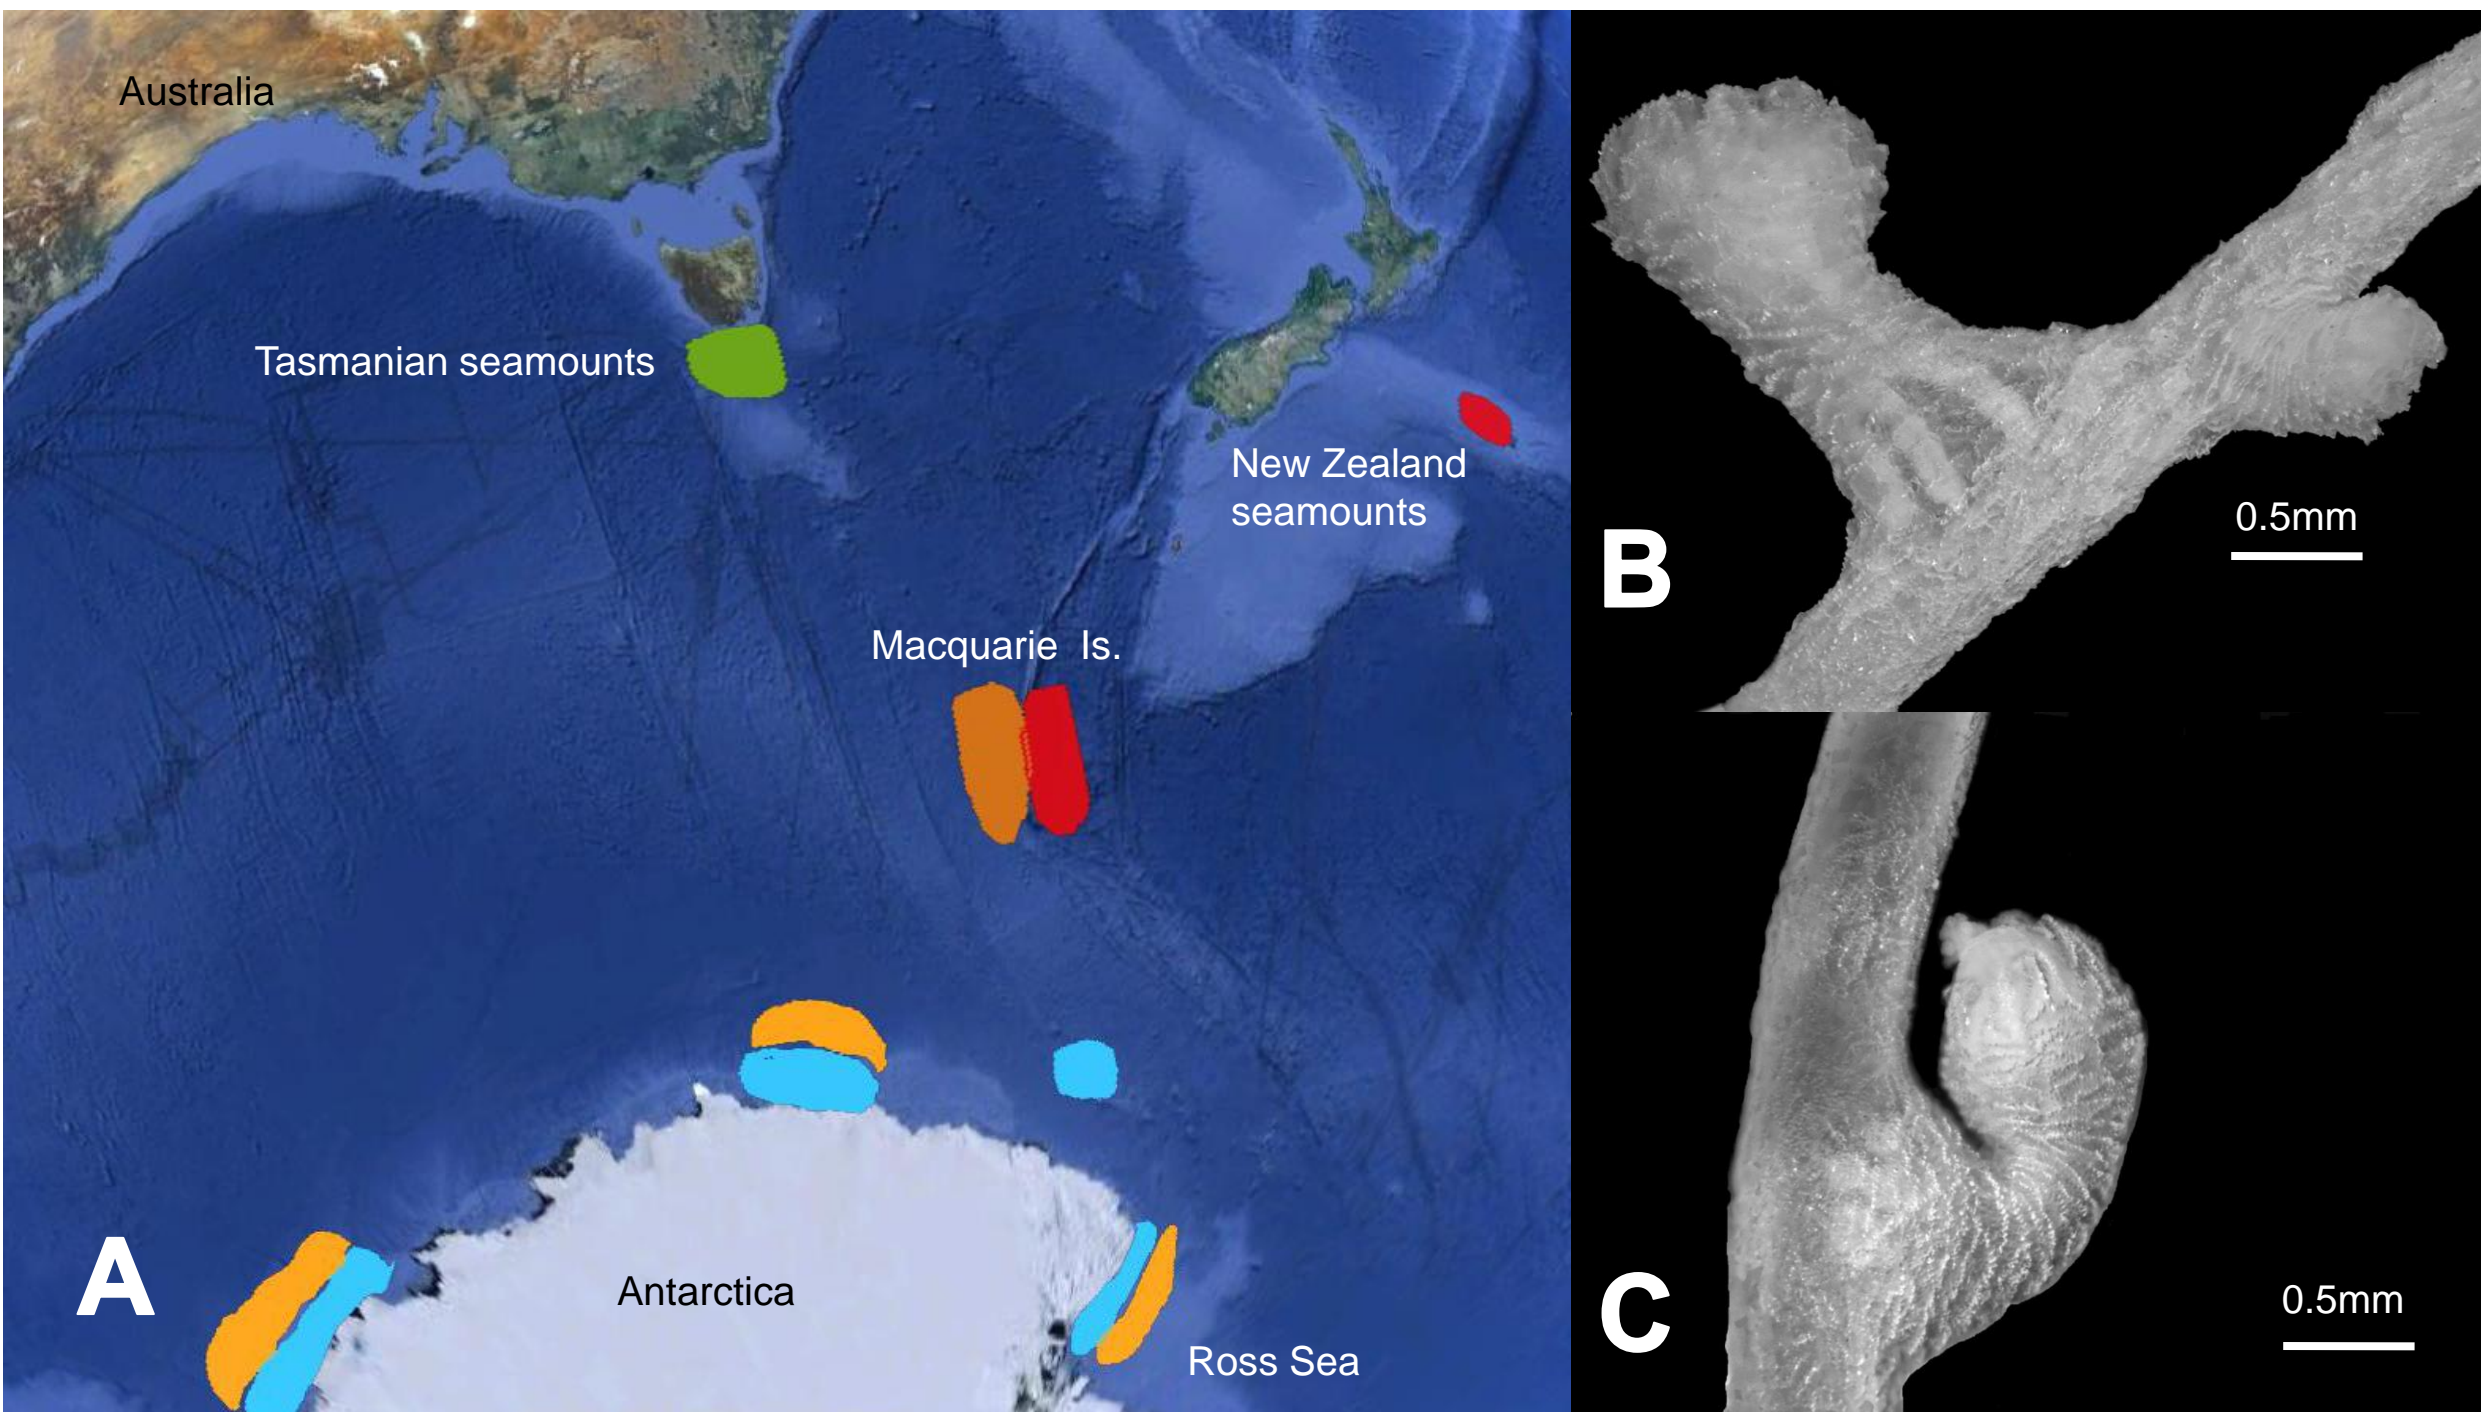 Australia
Tasmanian seamounts
New Zealand
seamounts
Macquarie Is.
Antarctica
Ross Sea
A
B
0.5mm
C
0.5mm